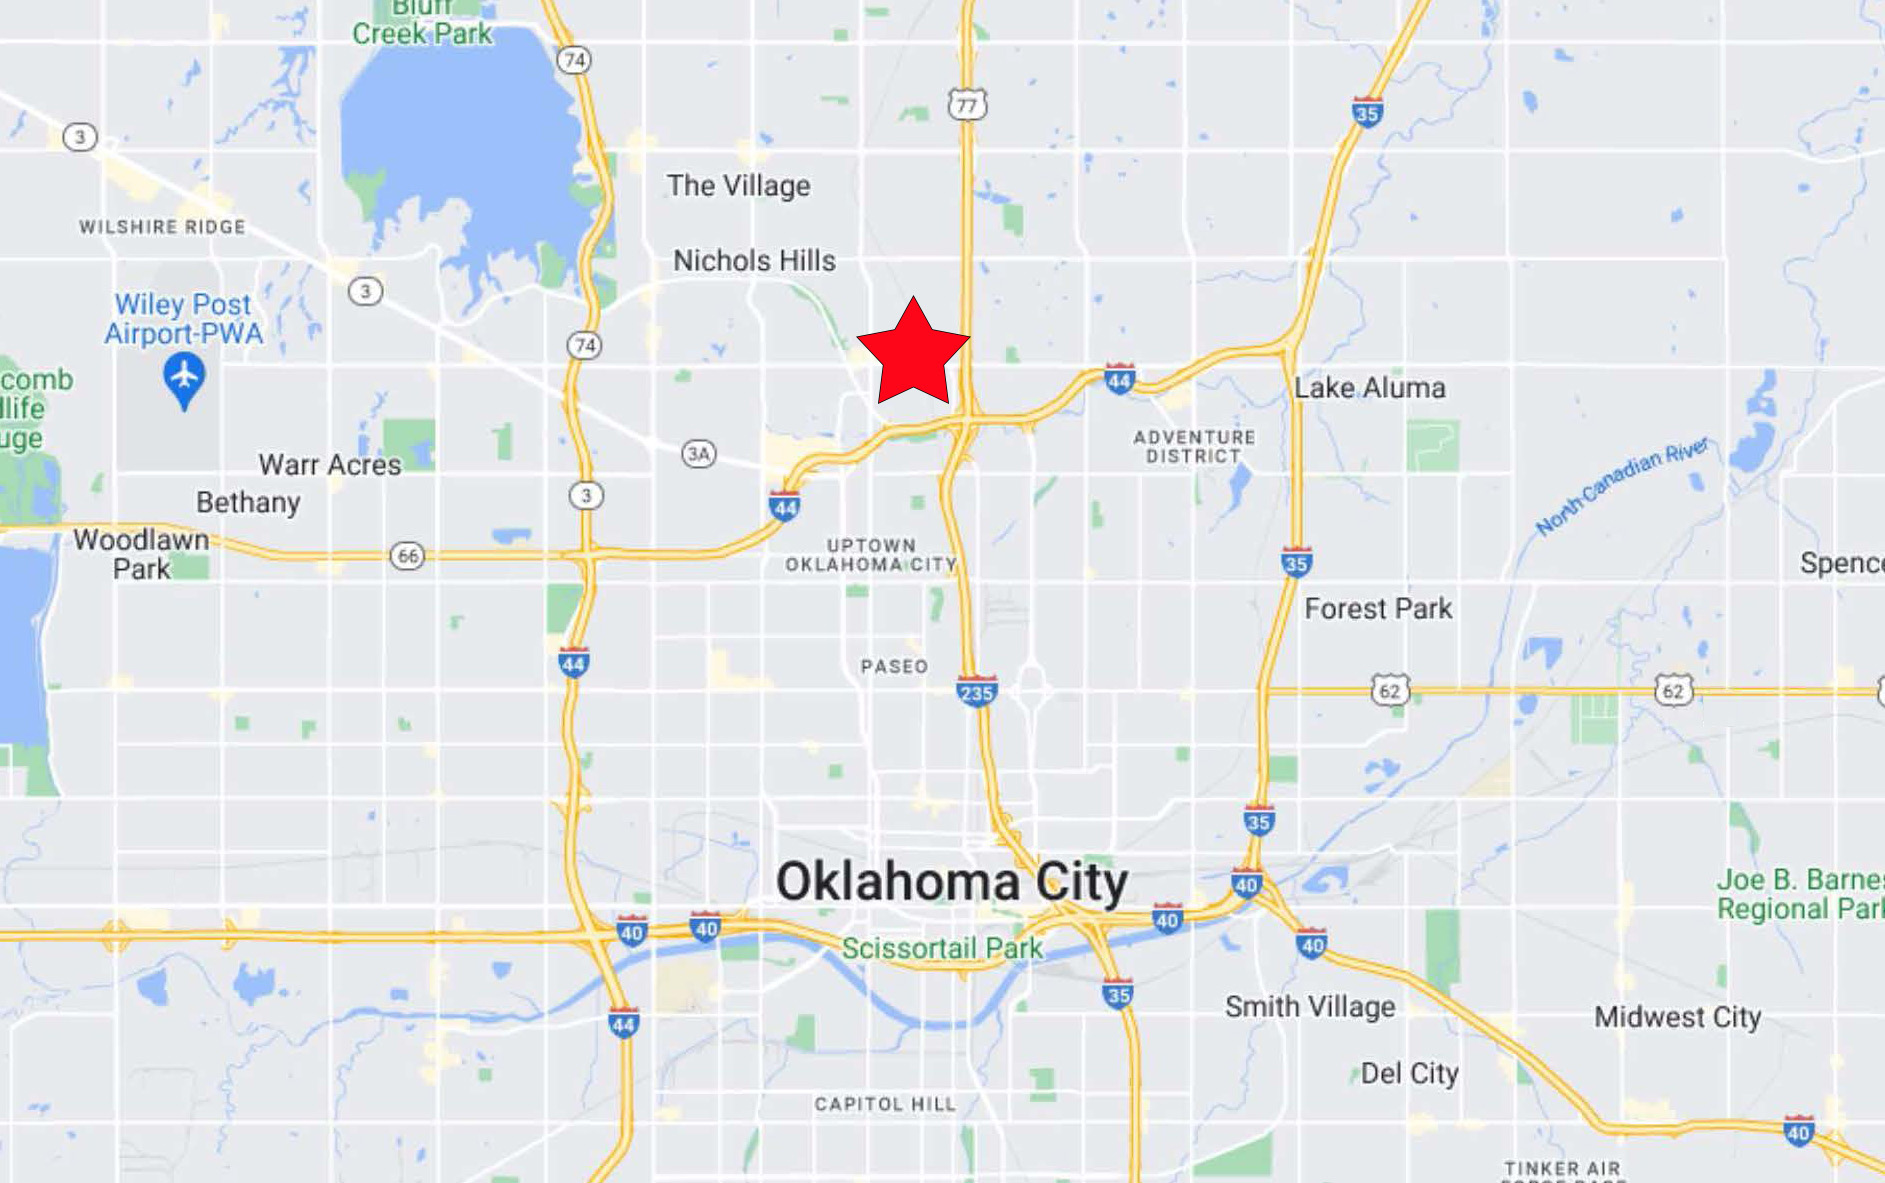 Bluff
Creek Park
74
77
35
3
The Village
WILSHIRE RIDGE
Nichols Hills
3
Wiley Post
Airport-PWA
74
44
comb
dlife
uge
Lake Aluma
ADVENTURE
DISTRICT
3A
Warr Acres
Bethany
3
44
North Canadian River
Woodlawn
Park
66
UPTOWN
OKLAHOMA CITY
35
Spence
Forest Park
44
PASEO
235
62
62
35
Oklahoma City
40
Joe B. Barnes
Regional Park
40
40
40
40
Scissortail Park
35
44
Smith Village
Midwest City
Del City
CAPITOL HILL
40
TINKER AIR